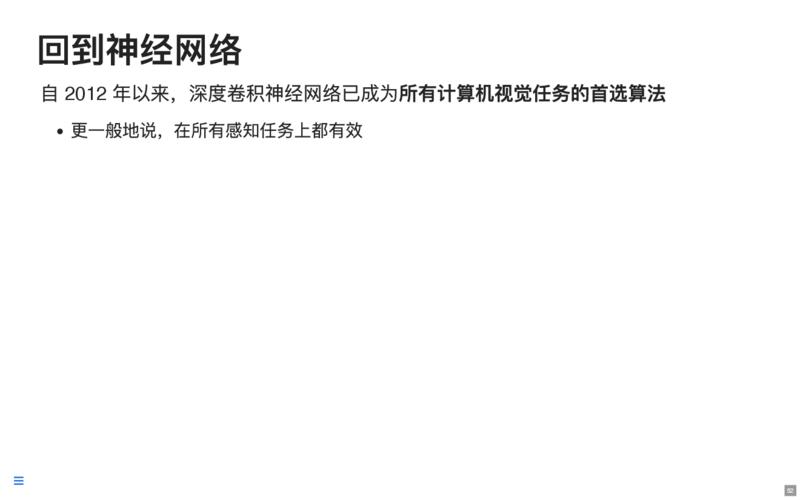 回到神经网络
自 2012 年以来，深度卷积神经网络已成为所有计算机视觉任务的首选算法
• 更一般地说，在所有感知任务上都有效
52